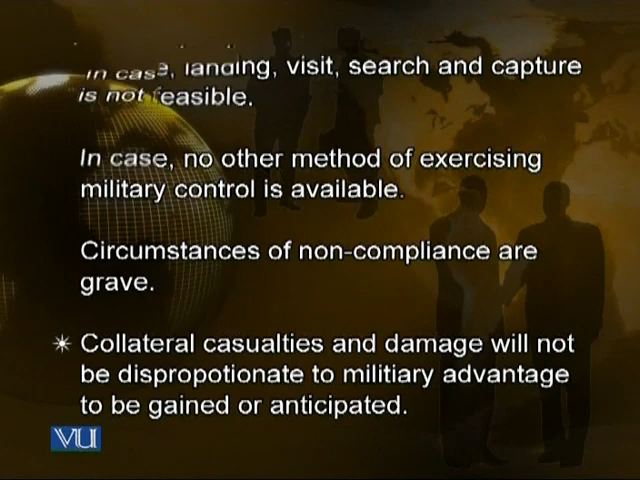 In case, landing, visit, search and capture
is not feasible.
In case, no other method of exercising
military control is available.
Circumstances of non-compliance are
grave.
Collateral casualties and damage will not
be dispropotionate to militiary advantage
to be gained or anticipated.
VU